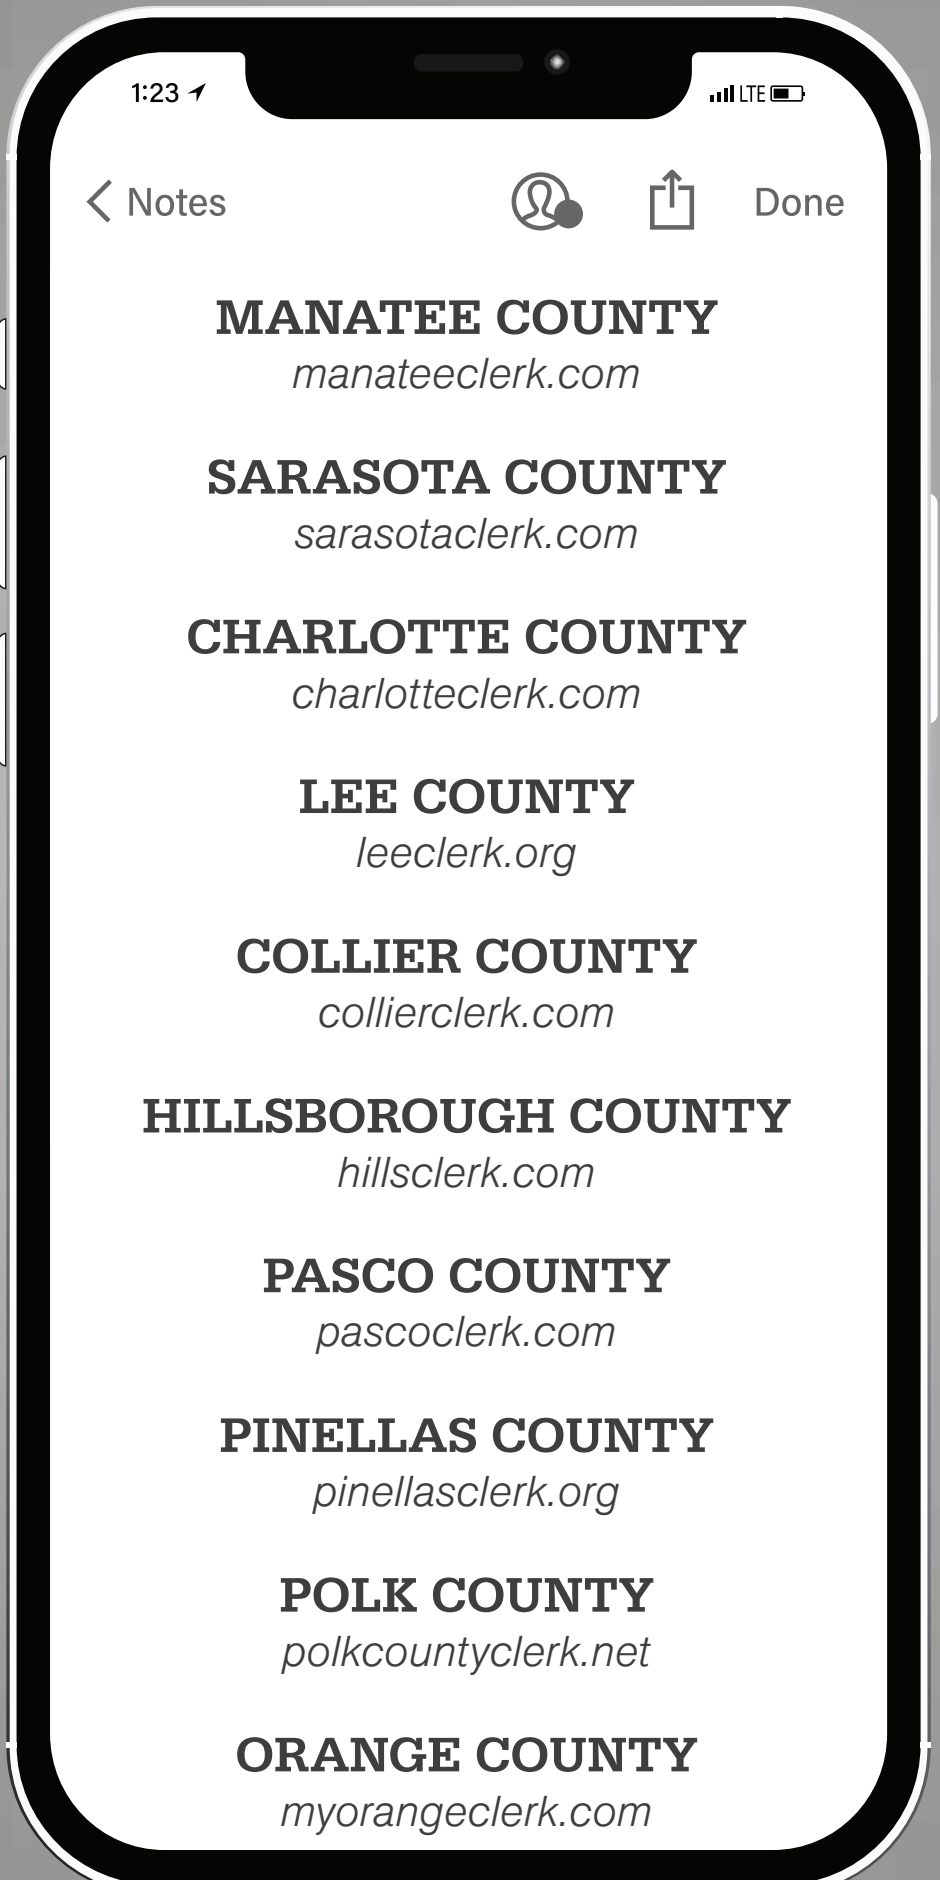 1:23 LTE
Notes Done
MANATEE COUNTY
manateeclerk.com
SARASOTA COUNTY
sarasotaclerk.com
CHARLOTTE COUNTY
charlotteclerk.com
LEE COUNTY
leeclerk.org
COLLIER COUNTY
collierclerk.com
HILLSBOROUGH COUNTY
hillsclerk.com
PASCO COUNTY
pascoclerk.com
PINELLAS COUNTY
pinellasclerk.org
POLK COUNTY
polkcountyclerk.net
ORANGE COUNTY
myorangeclerk.com